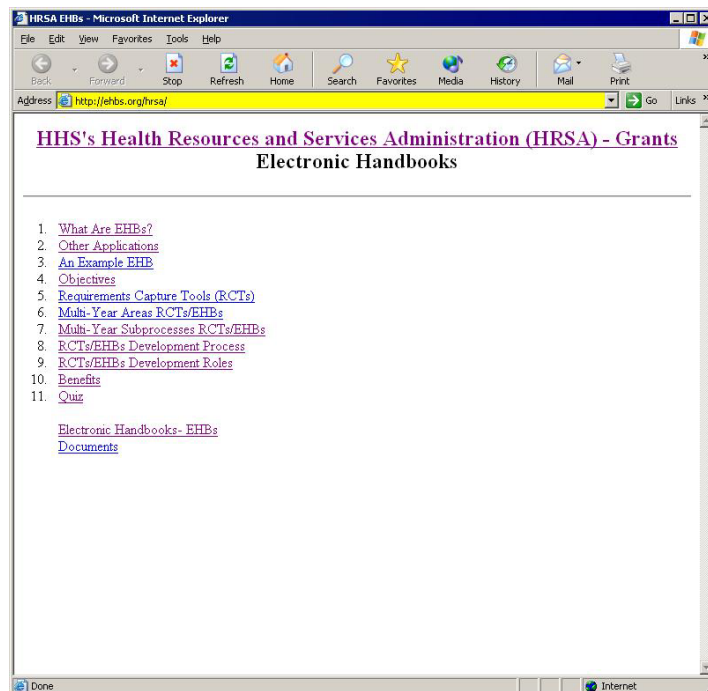 HRSA EHBs - Microsoft Internet Explorer
File Edit View Favorites Tools Help
Back Forward Stop Refresh Home Search Favorites Media History Mail Print
Address http://ehbs.org/hrsa/ Go Links
HHS's Health Resources and Services Administration (HRSA) - Grants
Electronic Handbooks
1. What Are EHBs?
2. Other Applications
3. An Example EHB
4. Objectives
5. Requirements Capture Tools (RCTs)
6. Multi-Year Areas RCTs/EHBs
7. Multi-Year Subprocesses RCTs/EHBs
8. RCTs/EHBs Development Process
9. RCTs/EHBs Development Roles
10. Benefits
11. Quiz
Electronic Handbooks- EHBs
Documents
Done Internet